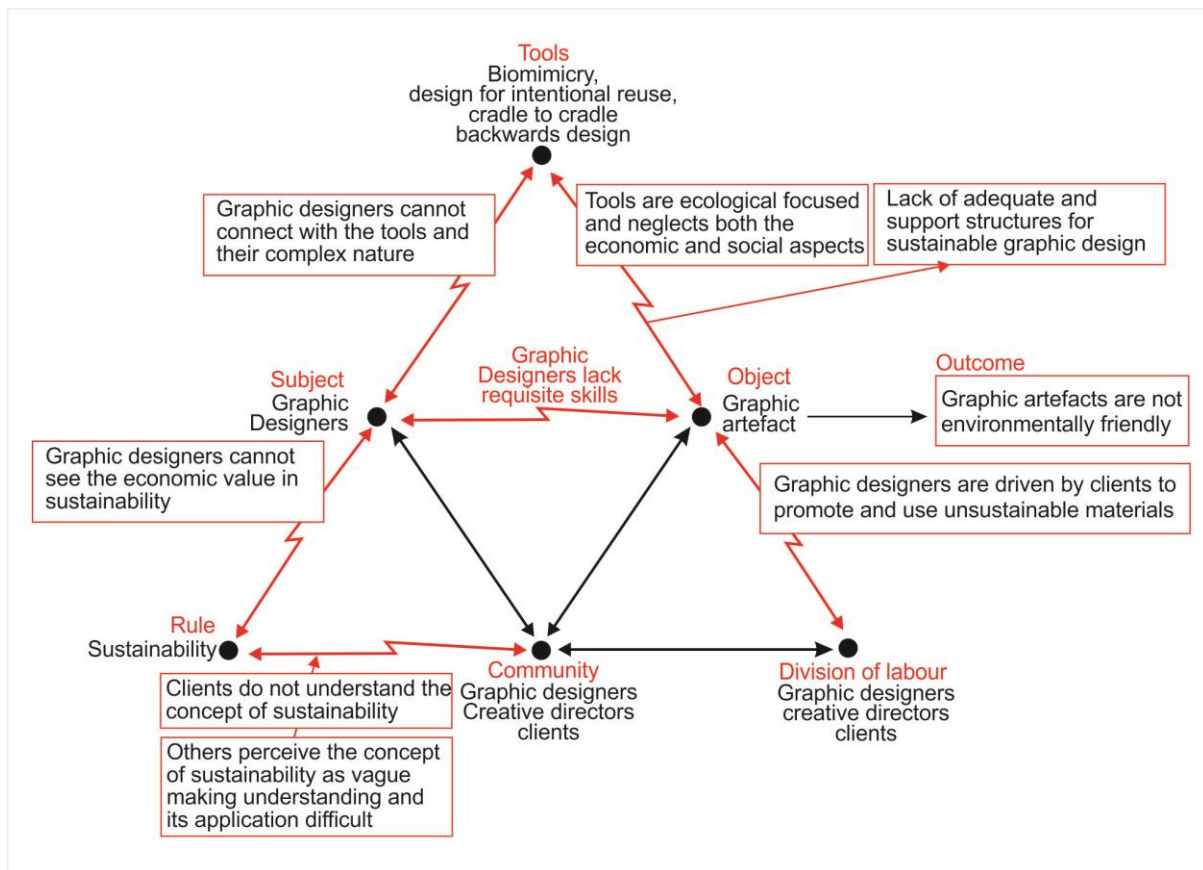 Tools
Biomimicry,
design for intentional reuse,
cradle to cradle
backwards design
Graphic designers cannot
connect with the tools and
their complex nature
Tools are ecological focused
and neglects both the
economic and social aspects
Lack of adequate and
support structures for
sustainable graphic design
Subject
Graphic
Designers
Graphic
Designers lack
requisite skills
Object
Graphic
artefact
Outcome
Graphic artefacts are not
environmentally friendly
Graphic designers cannot
see the economic value in
sustainability
Graphic designers are driven by clients to
promote and use unsustainable materials
Rule
Sustainability
Clients do not understand the
concept of sustainability
Others perceive the concept
of sustainability as vague
making understanding and
its application difficult
Community
Graphic designers
Creative directors
clients
Division of labour
Graphic designers
creative directors
clients